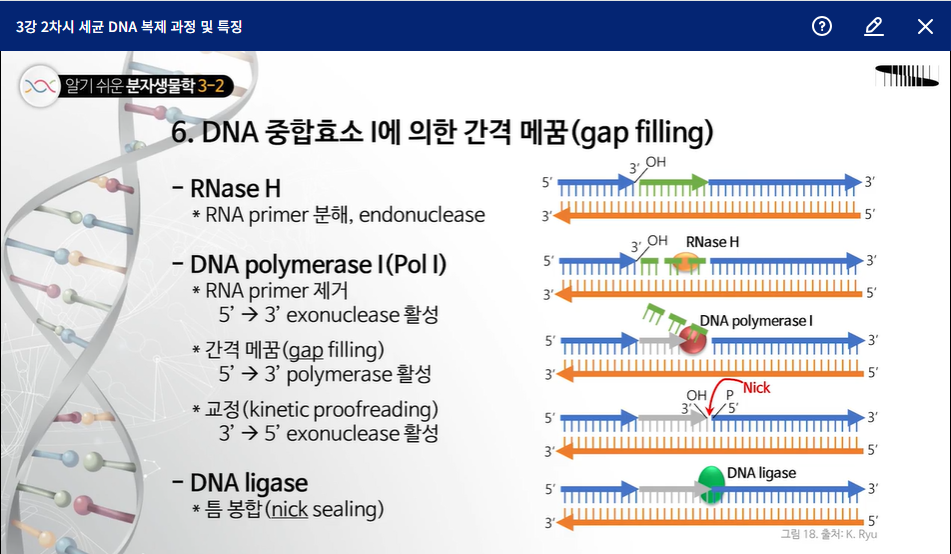 3강 2차시 세균 DNA 복제 과정 및 특징
알기 쉬운 분자생물학 3-2
6. DNA 중합효소 I에 의한 간격 메꿈(gap filling)
- RNase H
* RNA primer 분해, endonuclease
- DNA polymerase I(Pol I)
* RNA primer 제거
5’ → 3’ exonuclease 활성
* 간격 메꿈(gap filling)
5’ → 3’ polymerase 활성
* 교정(kinetic proofreading)
3’ → 5’ exonuclease 활성
- DNA ligase
* 틈 봉합(nick sealing)
3’ OH
5’ 3’
3’ 5’
3’ OH RNase H
5’ 3’
3’ 5’
DNA polymerase I
5’ 3’
3’ 5’
Nick
OH P
3’ 5’
5’ 3’
3’ 5’
DNA ligase
5’ 3’
3’ 5’
그림 18. 출처: K. Ryu